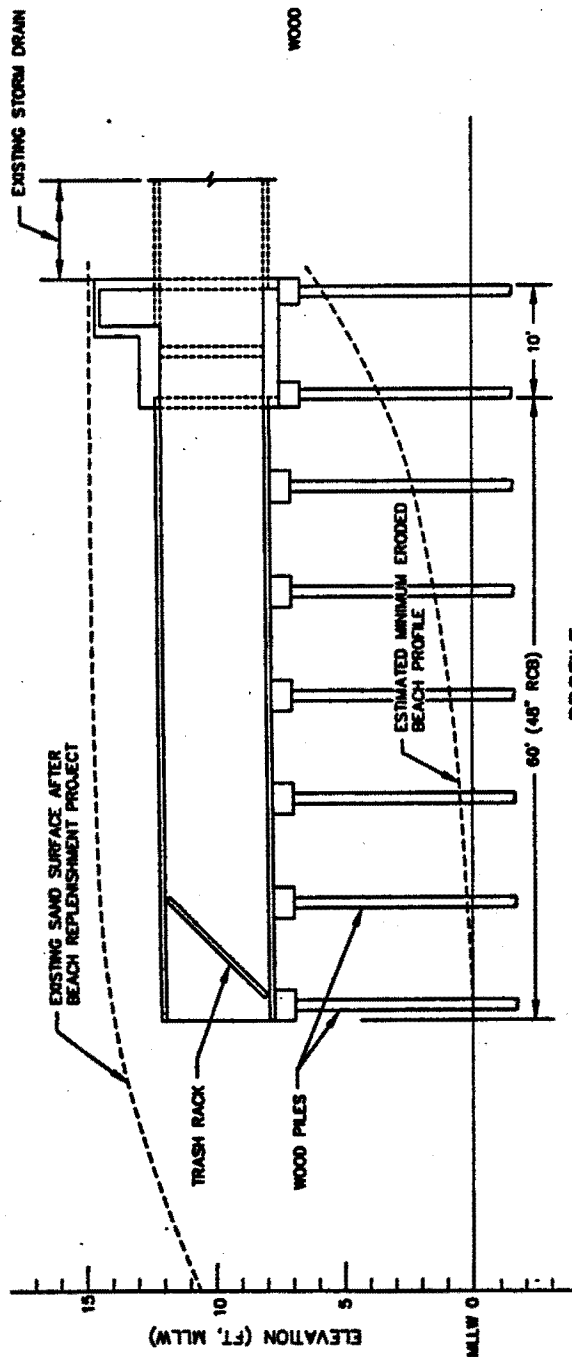 EXISTING STORM DRAIN
WOOD
EXISTING SAND SURFACE AFTER
BEACH REPLENISHMENT PROJECT
TRASH RACK
WOOD PILES
ESTIMATED MINIMUM ERODED
BEACH PROFILE
10'
60' (48" RCB)
ELEVATION (FT, MLLW)
15
10
5
MLLW 0